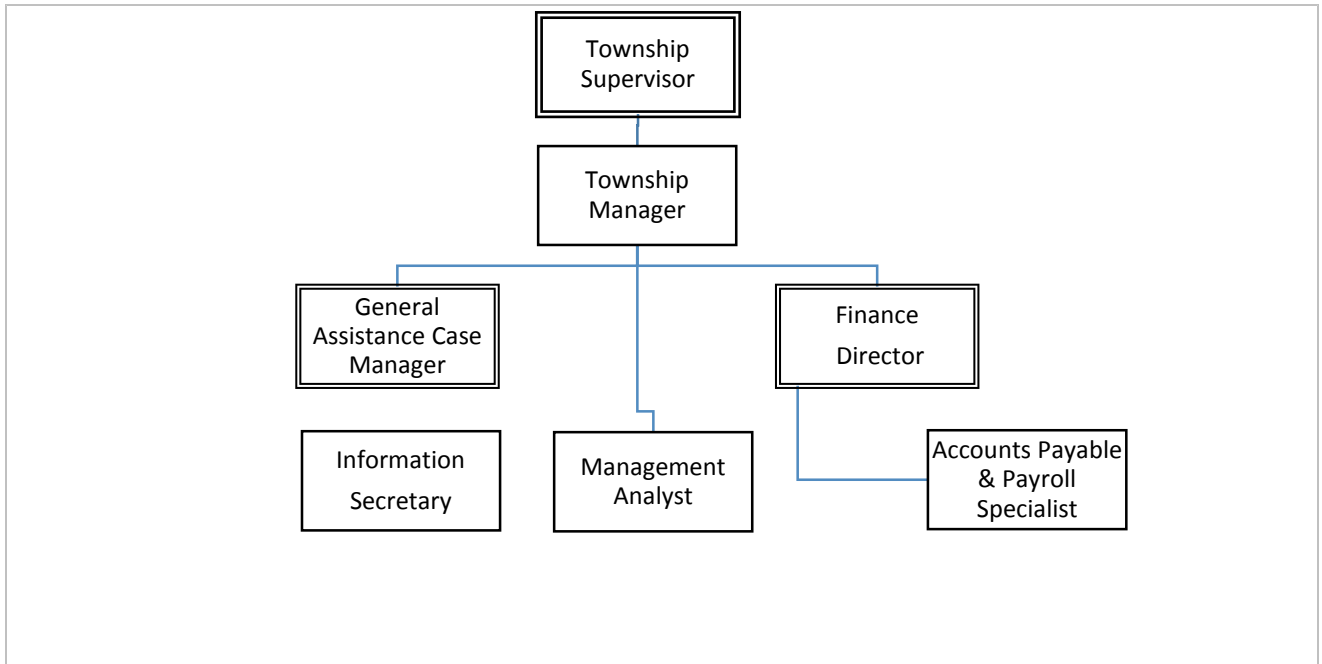 Township
Supervisor
Township
Manager
General
Assistance Case
Manager
Finance
Director
Information
Secretary
Management
Analyst
Accounts Payable
& Payroll
Specialist